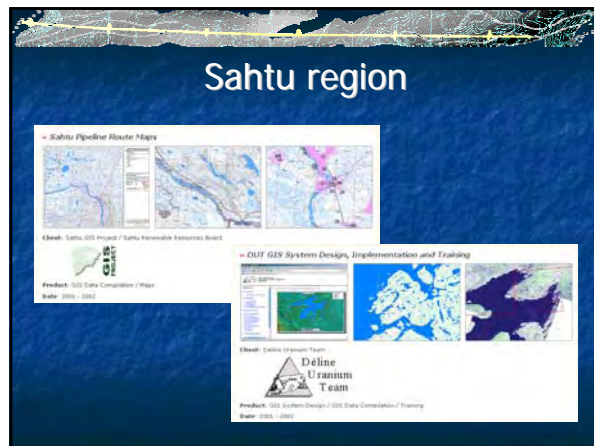 Sahtu region
Sahtu Pipeline Route Maps
Client: Sahtu GIS Project / Sahtu Renewable Resources Board
GIS
PROJECT
Product: GIS Data Compilation / Maps
Date: 2001 - 2002
DUT GIS System Design, Implementation and Training
Client: Déline Uranium Team
Déline
Uranium
Team
Product: GIS System Design / GIS Data Compilation / Training
Date: 2001 - 2002